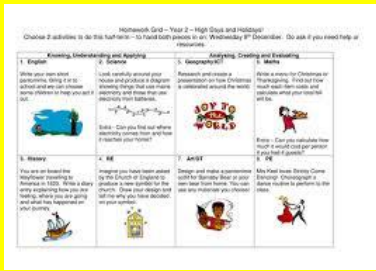 Homework Grid – Year 2 – High Days and Holidays!
Choose 2 activities to do this half-term – to hand both pieces in on: Wednesday 9th December. Do ask if you need help or
resources.
Knowing, Understanding and Applying
Analysing, Creating and Evaluating
1. English
Write your own short
pantomime. Bring it in to
school and we can choose
some children to help you act it
out.
2. Science
Look carefully around your
house and produce a diagram
showing things that use mains
electricity and those that use
electricity from batteries.
Extra - Can you find out where
electricity comes from and how
it reaches your home?
5. Geography/ICT
Research and create a
presentation on how Christmas
is celebrated around the world.
JOY TO
The
WORLD
6. Maths
Write a menu for Christmas or
Thanksgiving. Find out how
much each item costs and
calculate what your total bill
will be.
Extra – Can you calculate how
much it would cost per person
if you had 6 guests?
3. History
You are on board the
Mayflower travelling to
America in 1620. Write a diary
entry explaining how you are
feeling, where you are going
and what has happened on
your journey.
4. RE
Imagine you have been asked
by the Church of England to
produce a new symbol for the
church. Draw your design and
tell me why you have decided
on your symbol.
7. Art/DT
Design and make a pantomime
outfit for Barnaby Bear or your
own bear from home. You can
use any materials you choose!
8. PE
Mrs Keel loves Strictly Come
Dancing! Choreograph a
dance routine to perform to the
class.